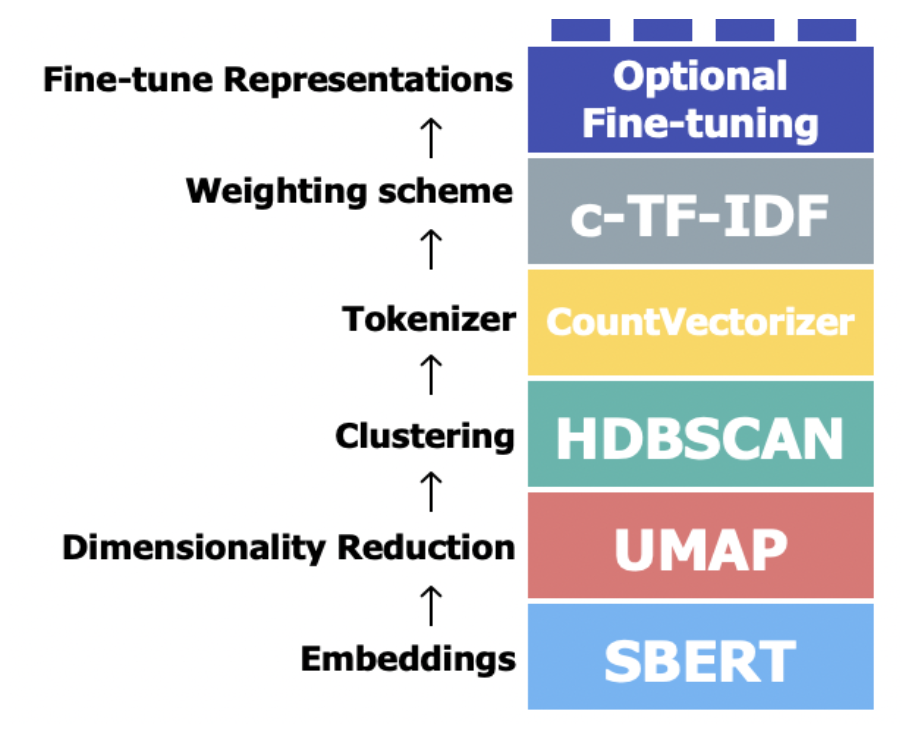 Fine-tune Representations
Optional
Fine-tuning
Weighting scheme
c-TF-IDF
Tokenizer
CountVectorizer
Clustering
HDBSCAN
Dimensionality Reduction
UMAP
Embeddings
SBERT